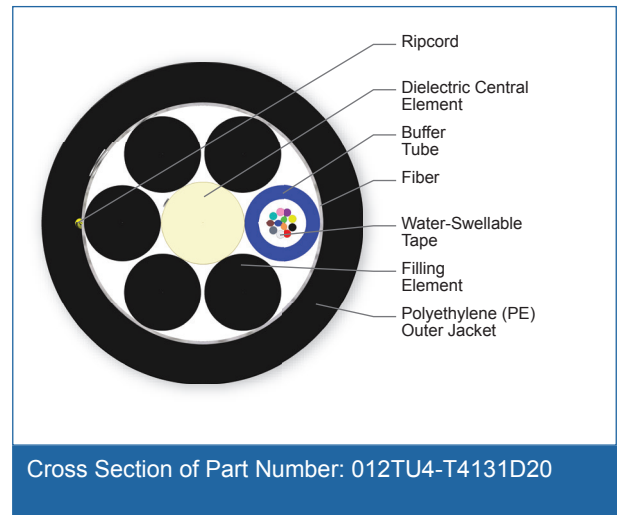 Ripcord
Dielectric Central
Element
Buffer
Tube
Fiber
Water-Swellable
Tape
Filling
Element
Polyethylene (PE)
Outer Jacket
Cross Section of Part Number: 012TU4-T4131D20